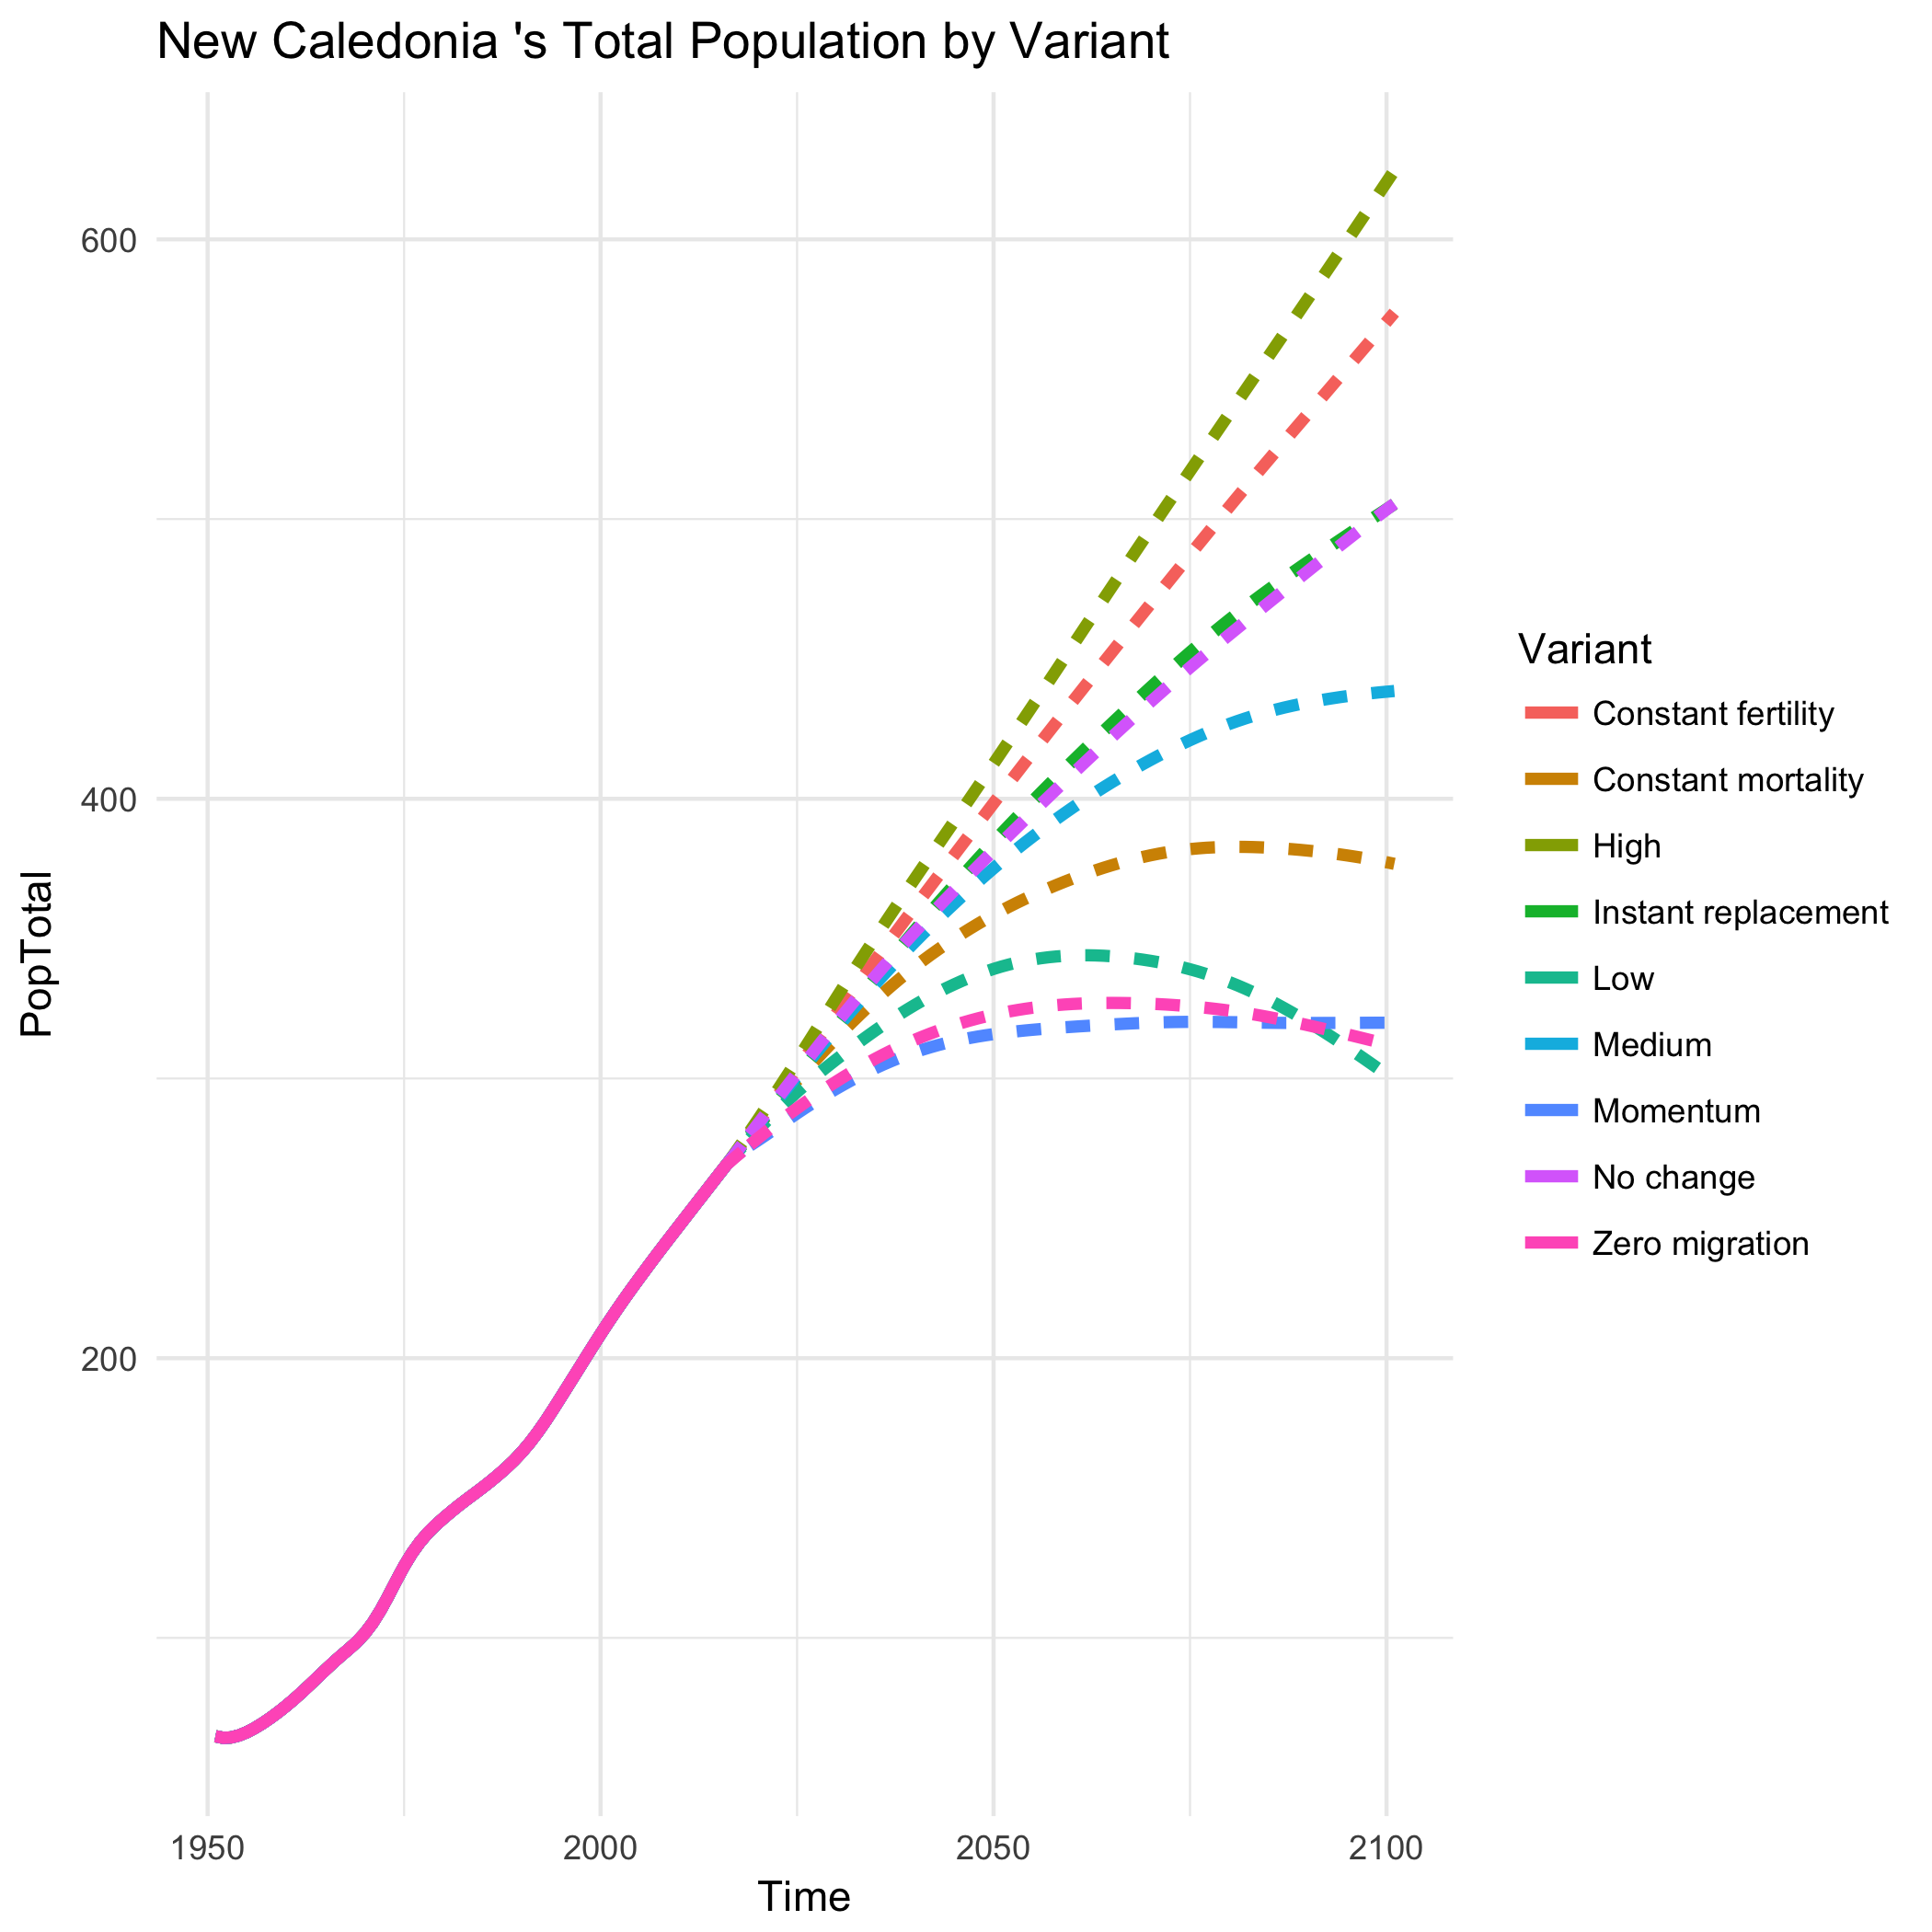 New Caledonia 's Total Population by Variant
PopTotal
600
400
200
1950
2000
2050
2100
Time
Variant
Constant fertility
Constant mortality
High
Instant replacement
Low
Medium
Momentum
No change
Zero migration